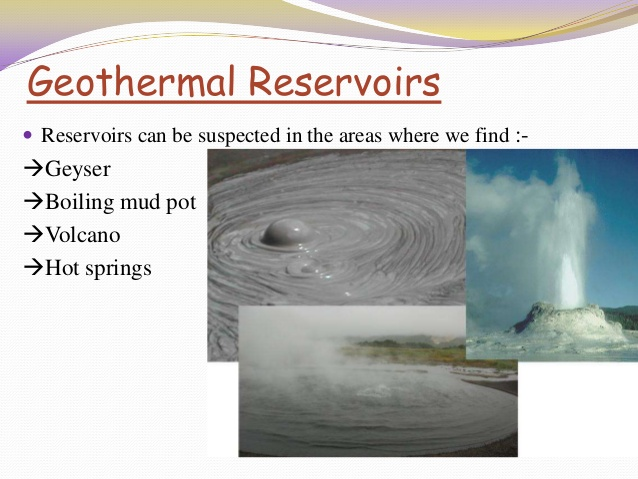 Geothermal Reservoirs
• Reservoirs can be suspected in the areas where we find :-
→Geyser
→Boiling mud pot
→Volcano
→Hot springs